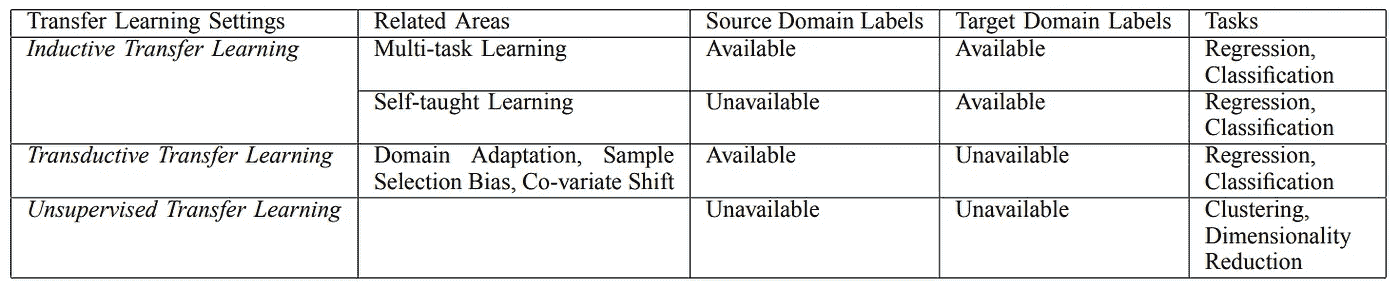 Transfer Learning Settings Related Areas Source Domain Labels Target Domain Labels Tasks
Inductive Transfer Learning Multi-task Learning Available Available Regression,
Classification
Self-taught Learning Unavailable Available Regression,
Classification
Transductive Transfer Learning Domain Adaptation, Sample Available Unavailable Regression,
Selection Bias, Co-variate Shift Classification
Unsupervised Transfer Learning Unavailable Unavailable Clustering,
Dimensionality
Reduction